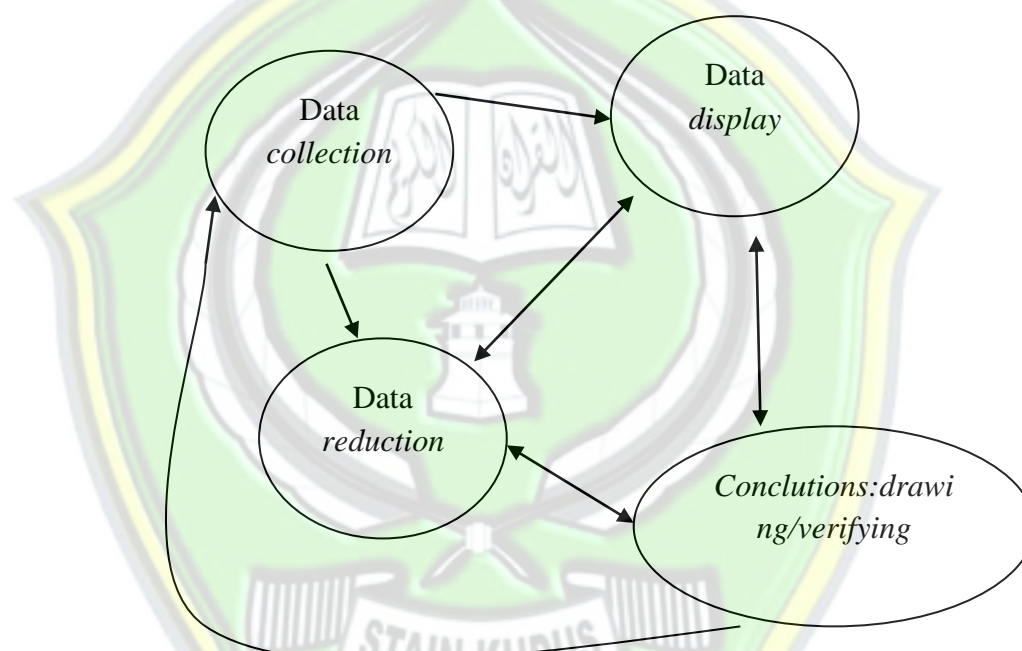 Data
collection
Data
display
Data
reduction
Conclutions:drawi
ng/verifying
STAIN KUDUS